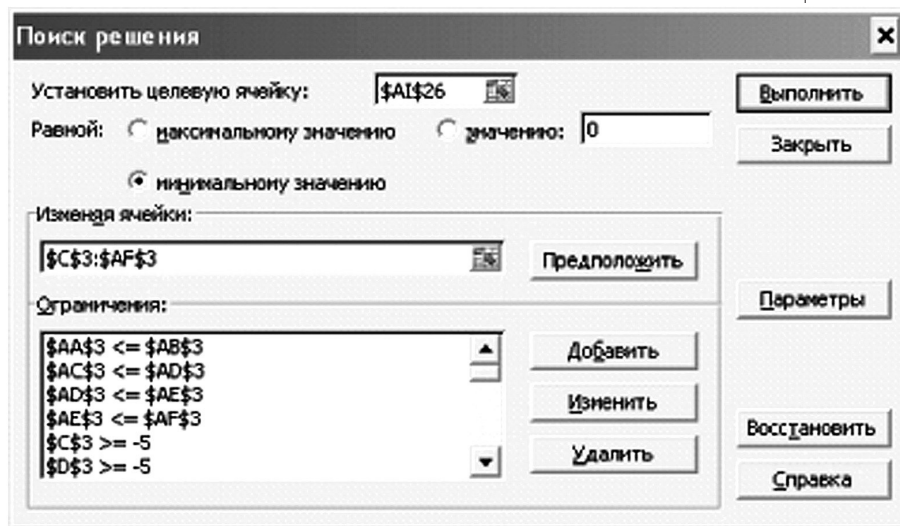 Поиск решения
Установить целевую ячейку: $AI$26
Выполнить
Равной: максимальному значению значению: 0
Закрыть
минимальному значению
Изменяя ячейки:
$C$3:$AF$3
Предположить
Ограничения:
Параметры
$AA$3 <= $AB$3
Добавить
$AC$3 <= $AD$3
$AD$3 <= $AE$3
Изменить
$AE$3 <= $AF$3
Восстановить
$C$3 >= -5
Удалить
$D$3 >= -5
Справка